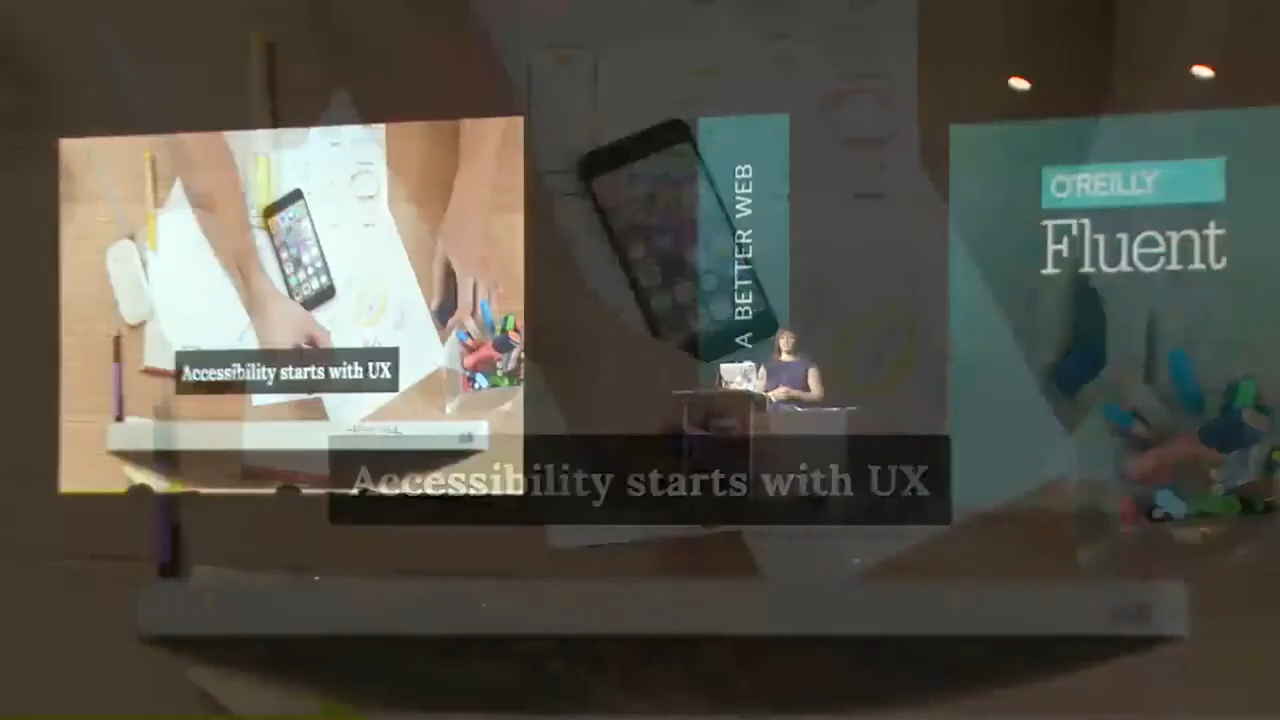 Accessibility starts with UX
A BETTER WEB
O'REILLY
Fluent
Accessibility starts with UX